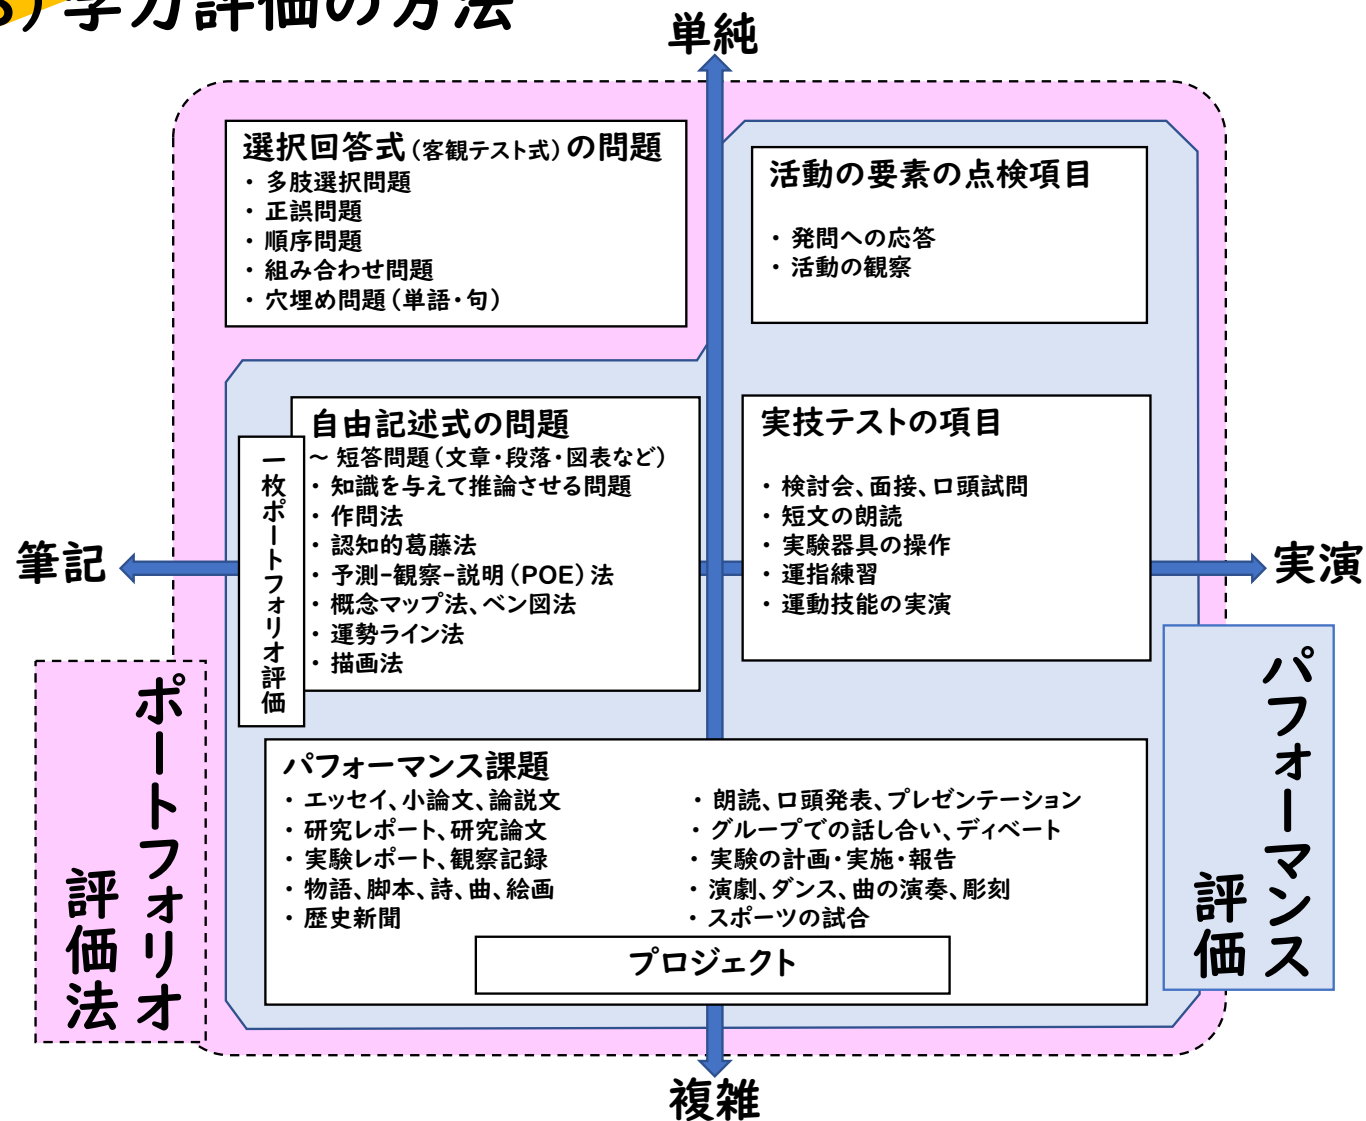 3) 学力評価の方法
単純
選択回答式(客観テスト式)の問題
・多肢選択問題
・正誤問題
・順序問題
・組み合わせ問題
・穴埋め問題(単語・句)
活動の要素の点検項目
・発問への応答
・活動の観察
自由記述式の問題
～短答問題(文章・段落・図表など)
・知識を与えて推論させる問題
・作問法
・認知的葛藤法
・予測-観察-説明(POE)法
・概念マップ法、ベン図法
・運勢ライン法
・描画法
一枚ポートフォリオ評価
実技テストの項目
・検討会、面接、口頭試問
・短文の朗読
・実験器具の操作
・運指練習
・運動技能の実演
筆記
実演
パフォーマンス課題
・エッセイ、小論文、論説文
・研究レポート、研究論文
・実験レポート、観察記録
・物語、脚本、詩、曲、絵画
・歴史新聞
・朗読、口頭発表、プレゼンテーション
・グループでの話し合い、ディベート
・実験の計画・実施・報告
・演劇、ダンス、曲の演奏、彫刻
・スポーツの試合
プロジェクト
ポートフォリオ
評価法
パフォーマンス
評価
複雑